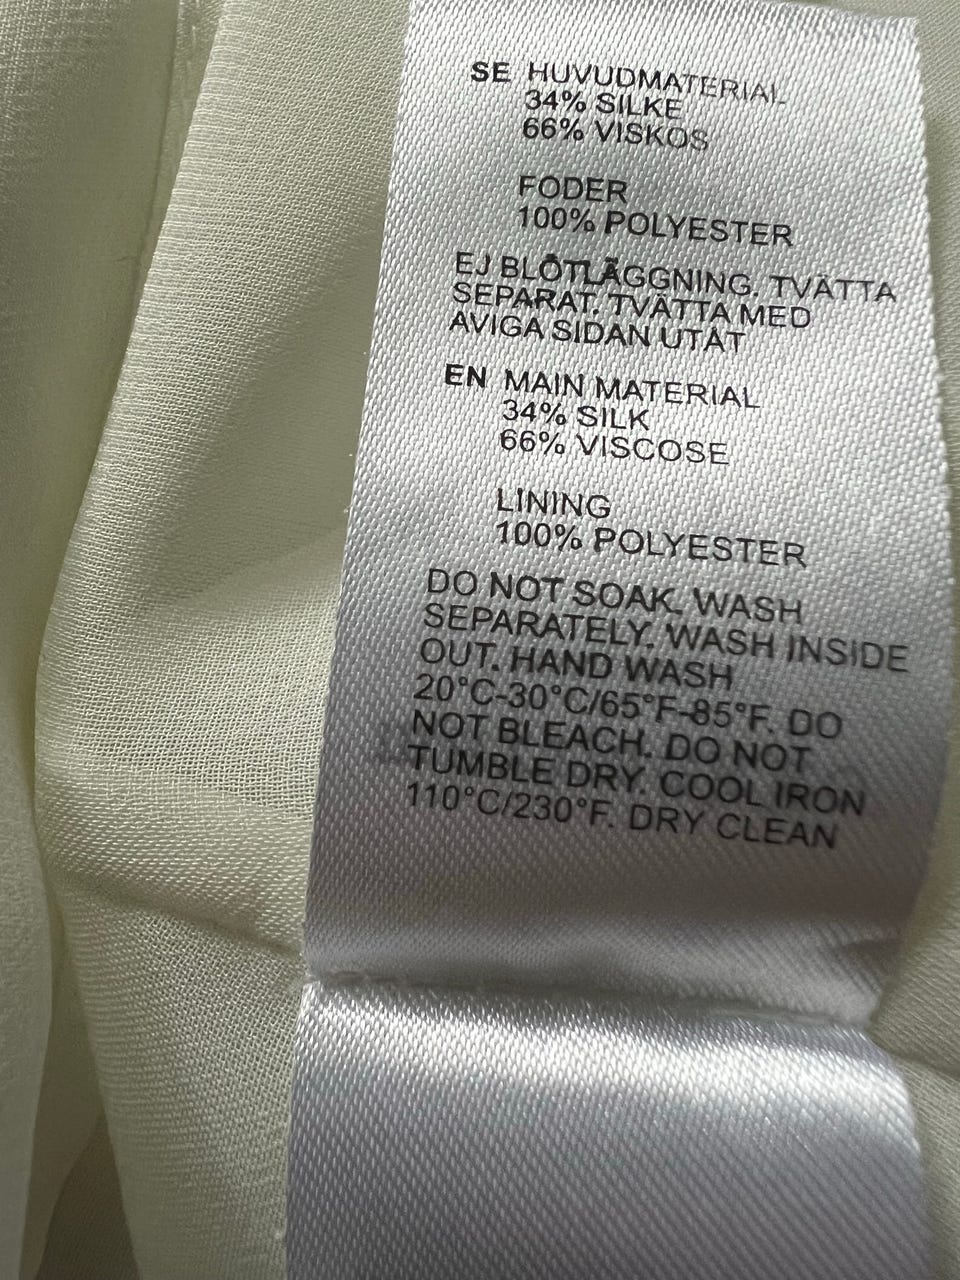 SE HUVUDMATERIAL
34% SILKE
66% VISKOS
FODER
100% POLYESTER
EJ BLÖTLÄGGNING. TVÄTTA
SEPARAT. TVÄTTA MED
AVIGA SIDAN UTÅT
EN MAIN MATERIAL
34% SILK
66% VISCOSE
LINING
100% POLYESTER
DO NOT SOAK. WASH
SEPARATELY. WASH INSIDE
OUT. HAND WASH
20°C-30°C/65°F-85°F. DO
NOT BLEACH. DO NOT
TUMBLE DRY. COOL IRON
110°C/230°F. DRY CLEAN